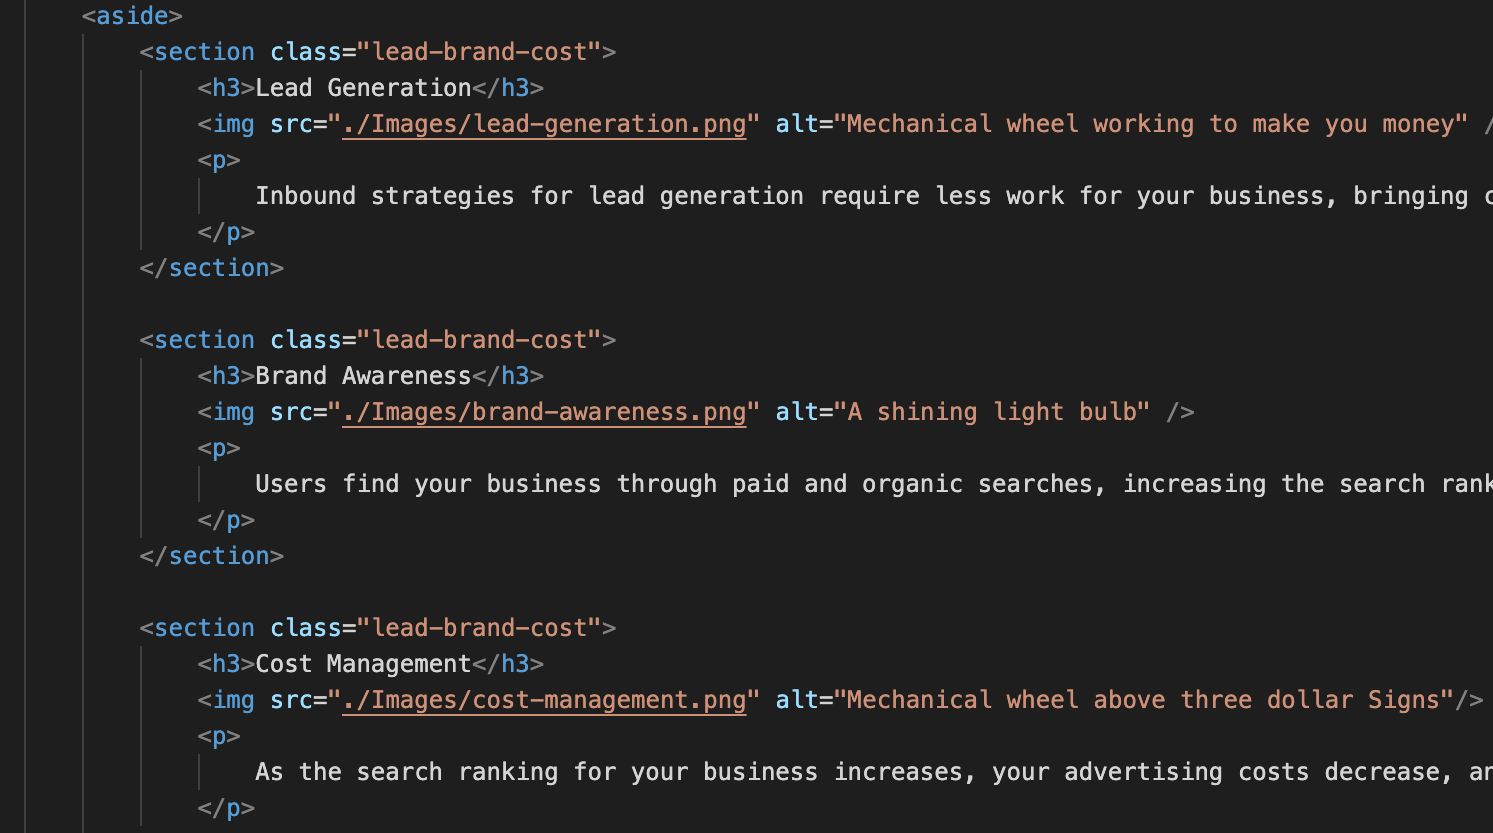 <aside>
<section class="lead-brand-cost">
<h3>Lead Generation</h3>
<img src="./Images/lead-generation.png" alt="Mechanical wheel working to make you money" /
<p>
Inbound strategies for lead generation require less work for your business, bringing
</p>
</section>
<section class="lead-brand-cost">
<h3>Brand Awareness</h3>
<img src="./Images/brand-awareness.png" alt="A shining light bulb" />
<p>
Users find your business through paid and organic searches, increasing the search rank
</p>
</section>
<section class="lead-brand-cost">
<h3>Cost Management</h3>
<img src="./Images/cost-management.png" alt="Mechanical wheel above three dollar Signs"/>
<p>
As the search ranking for your business increases, your advertising costs decrease,
</p>